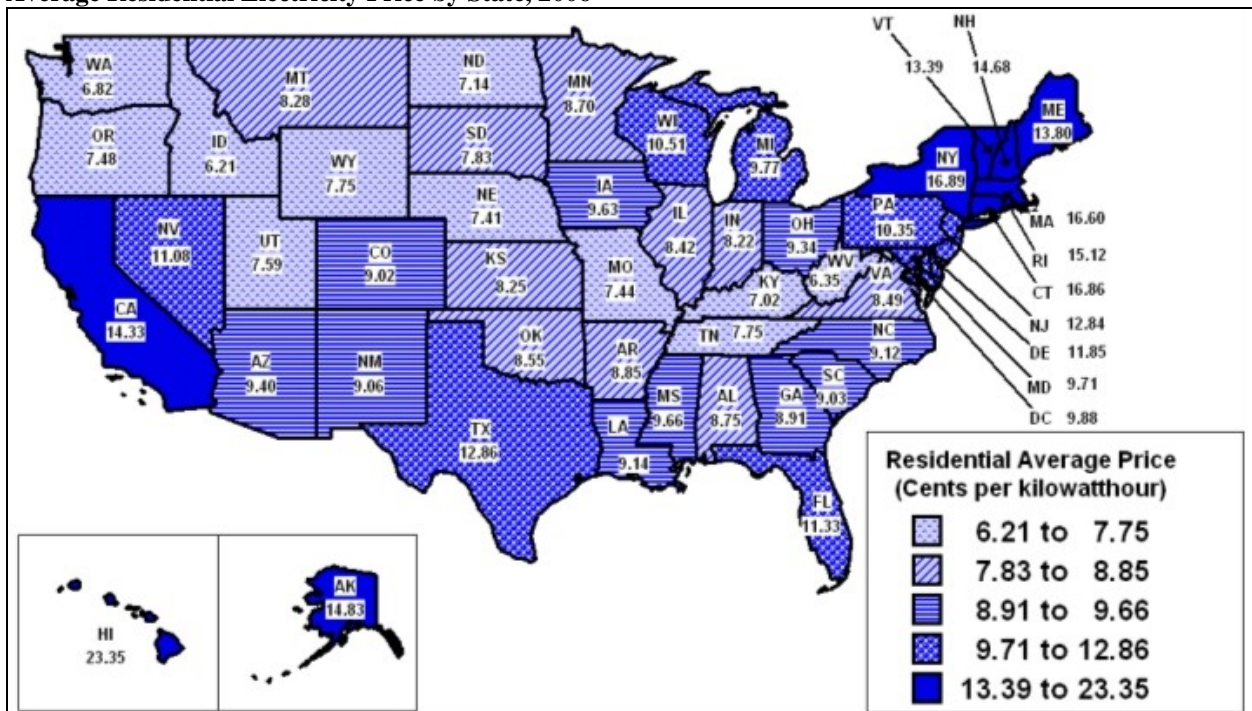 Average Residential Electricity Price by State, 2006
VT
13.39
NH
14.68
WA
6.82
MT
8.28
ND
7.14
MN
8.70
ME
13.80
OR
7.48
ID
6.21
WY
7.75
SD
7.83
WI
10.51
MI
9.77
NY
16.89
NE
7.41
IA
9.63
NV
11.08
UT
7.59
CO
9.02
KS
8.25
MO
7.44
IL
8.42
IN
8.22
OH
9.34
PA
10.35
WV
6.35
VA
8.49
KY
7.02
MA 16.60
RI 15.12
CT 16.86
NJ 12.84
DE 11.85
MD 9.71
DC 9.88
CA
14.33
AZ
9.40
NM
9.06
OK
8.55
AR
8.85
TN 7.75
NC
9.12
SC
9.03
MS
9.66
AL
8.75
GA
8.91
TX
12.86
LA
9.14
FL
11.33
HI
23.35
AK
14.83
Residential Average Price
(Cents per kilowatthour)
6.21 to 7.75
7.83 to 8.85
8.91 to 9.66
9.71 to 12.86
13.39 to 23.35